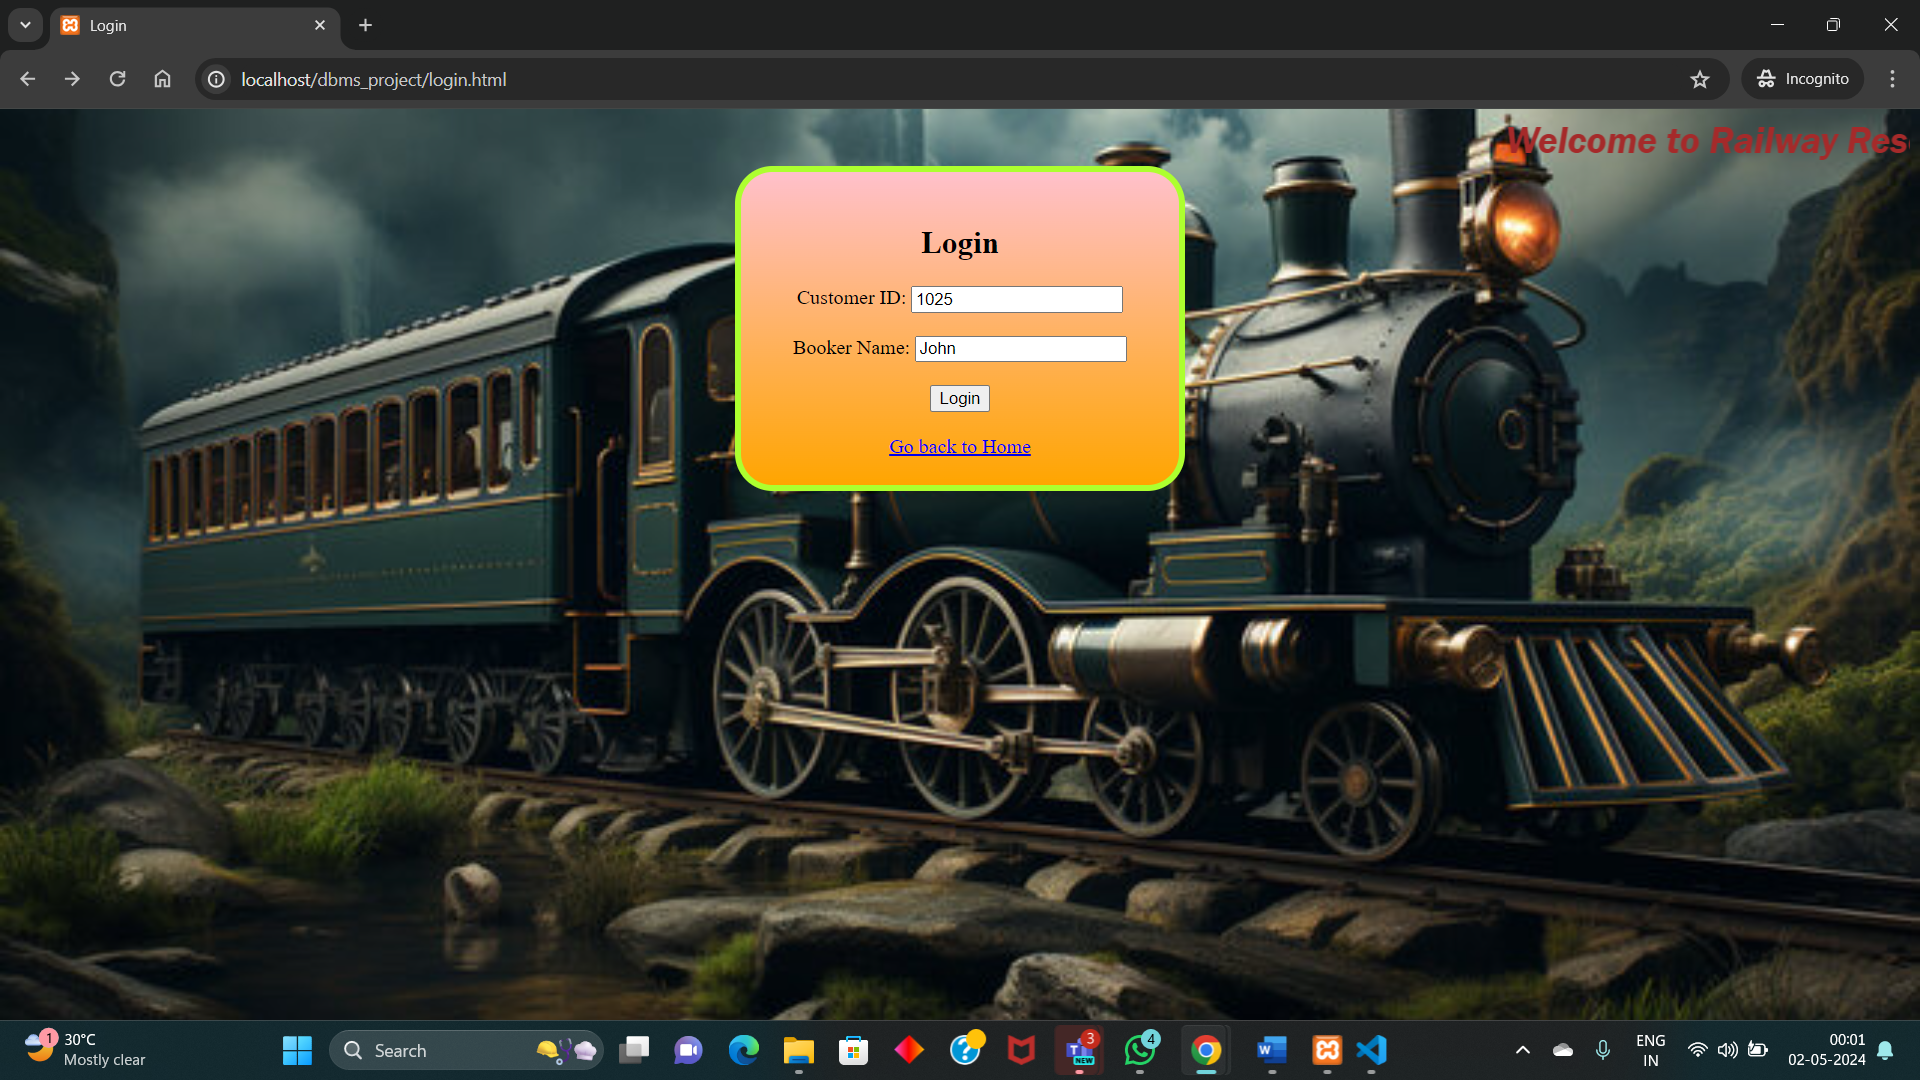 Login
localhost/dbms_project/login.html
Incognito
Welcome to Railway Res
Login
Customer ID: 1025
Booker Name: John
Login
Go back to Home
1
30°C
Mostly clear
Search
3
NEW
4
ENG
IN
00:01
02-05-2024